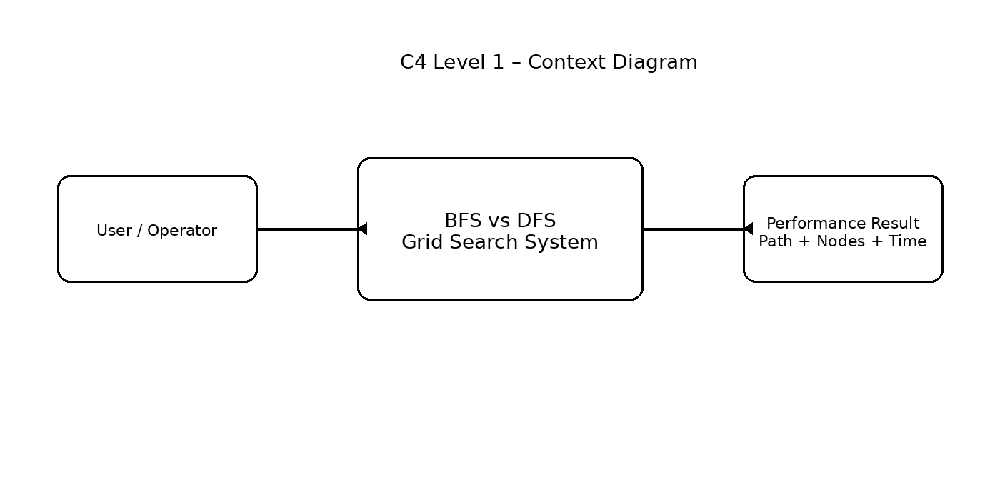 C4 Level 1 – Context Diagram
User / Operator
BFS vs DFS
Grid Search System
Performance Result
Path + Nodes + Time